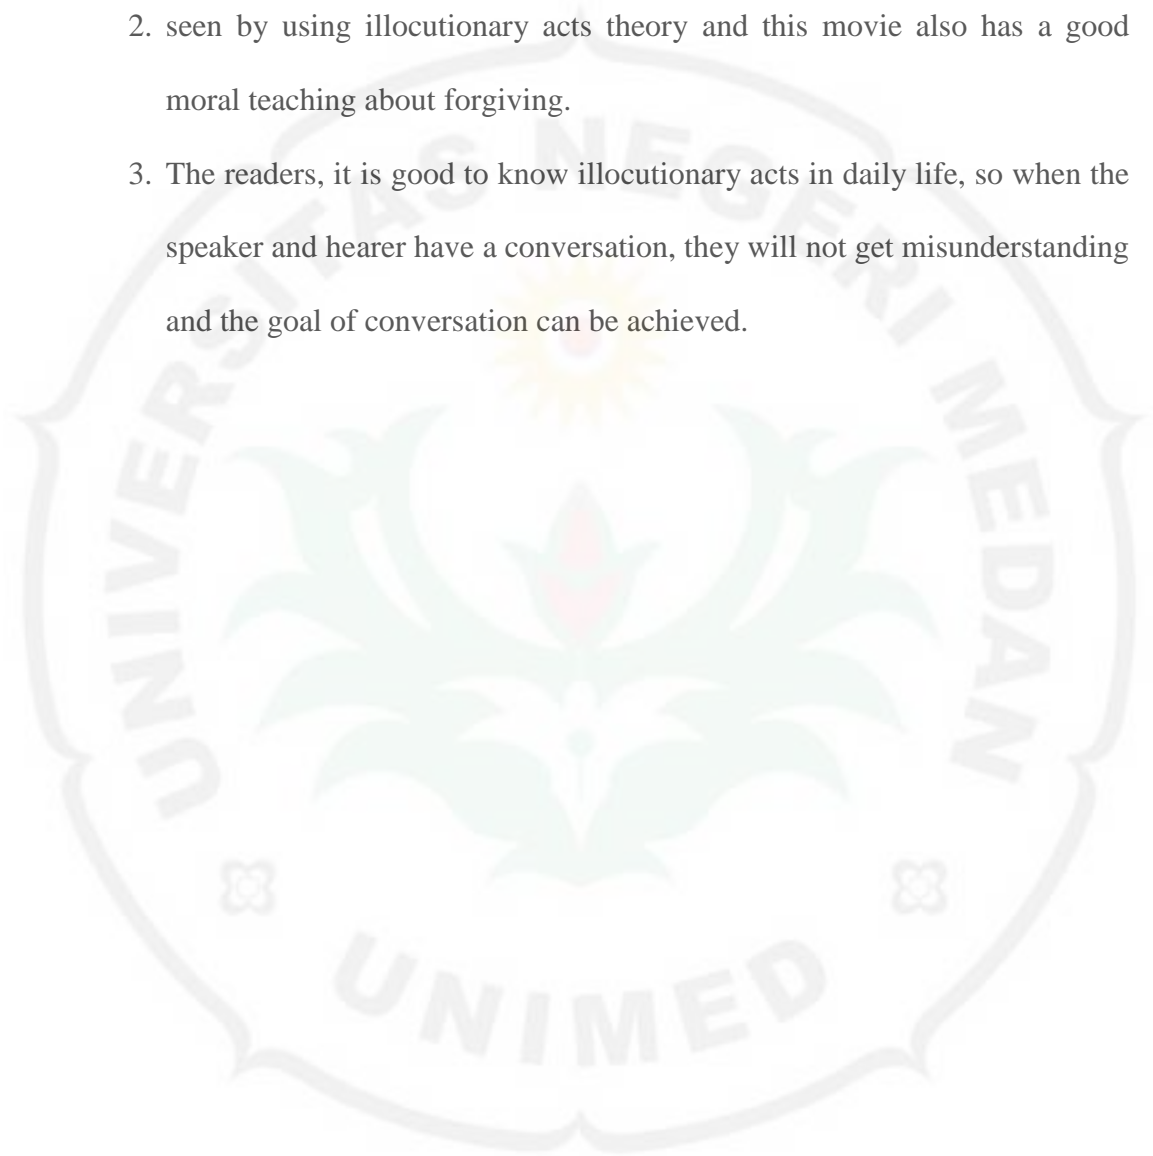 2. seen by using illocutionary acts theory and this movie also has a good
moral teaching about forgiving.
3. The readers, it is good to know illocutionary acts in daily life, so when the
speaker and hearer have a conversation, they will not get misunderstanding
and the goal of conversation can be achieved.
UNIVERSITAS NEGERI MEDAN
UNIMED